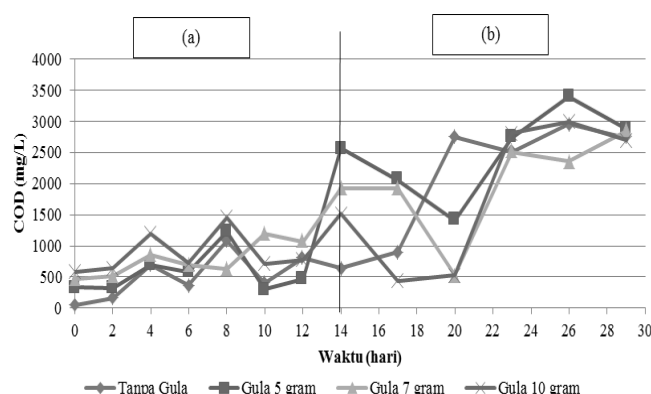 (a) (b)
4000
3500
3000
2500
2000
1500
1000
500
0
COD (mg/L)
0 2 4 6 8 10 12 14 16 18 20 22 24 26 28 30
Waktu (hari)
Tanpa Gula Gula 5 gram Gula 7 gram Gula 10 gram